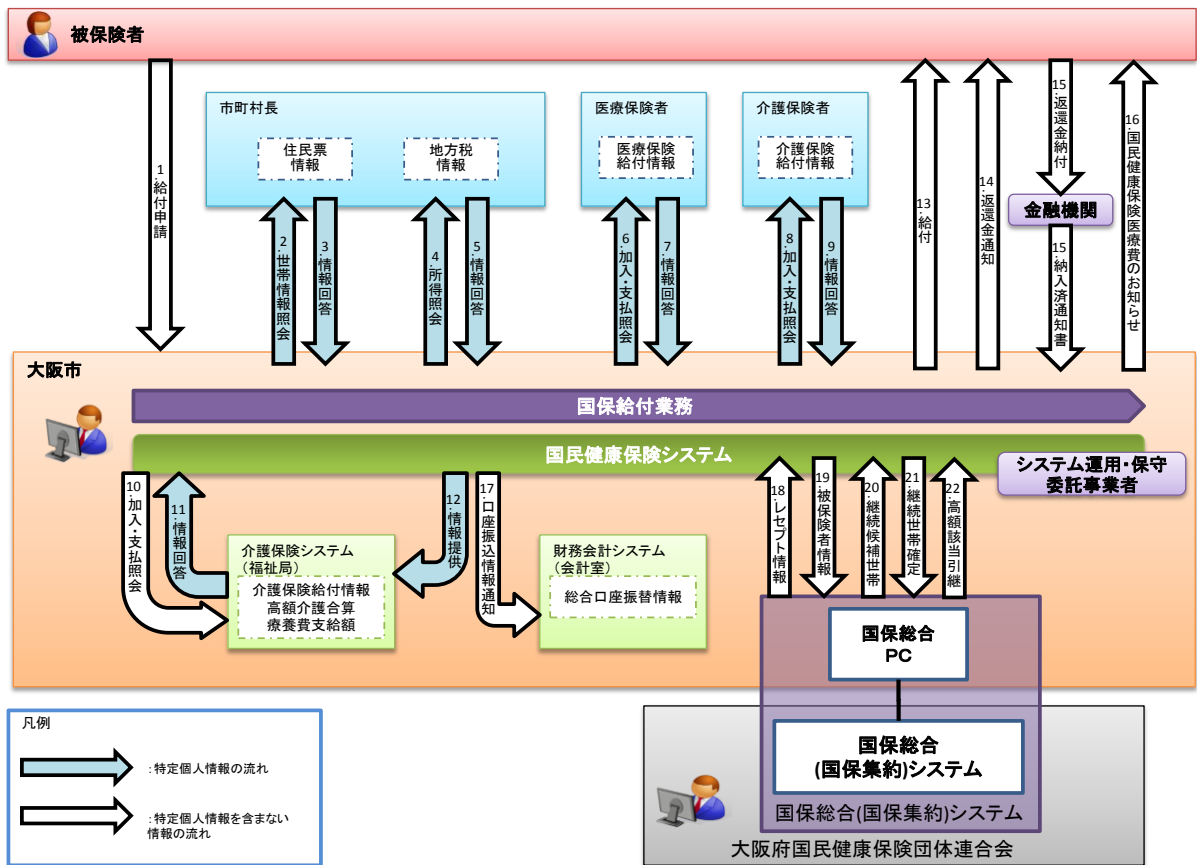 被保険者
1.給付申請
市町村長
住民票
情報
地方税
情報
医療保険者
医療保険
給付情報
介護保険者
介護保険
給付情報
2.世帯情報照会
3.情報回答
4.所得照会
5.情報回答
6.加入・支払照会
7.情報回答
8.加入・支払照会
9.情報回答
13.給付
14.返還金通知
15.返還金納付
金融機関
15.納入済通知書
16.国民健康保険医療費のお知らせ
大阪市
国保給付業務
国民健康保険システム
システム運用・保守
委託事業者
10.加入・支払照会
11.情報回答
12.情報提供
17.口座振込情報通知
18.レセプト情報
19.被保険者情報
20.継続候補世帯
21.継続世帯確定
22.高額該当引継
介護保険システム
(福祉局)
介護保険給付情報
高額介護合算
療養費支給額
財務会計システム
(会計室)
総合口座振替情報
国保総合
PC
国保総合
(国保集約)システム
国保総合(国保集約)システム
大阪府国民健康保険団体連合会
凡例
:特定個人情報の流れ
:特定個人情報を含まない
情報の流れ